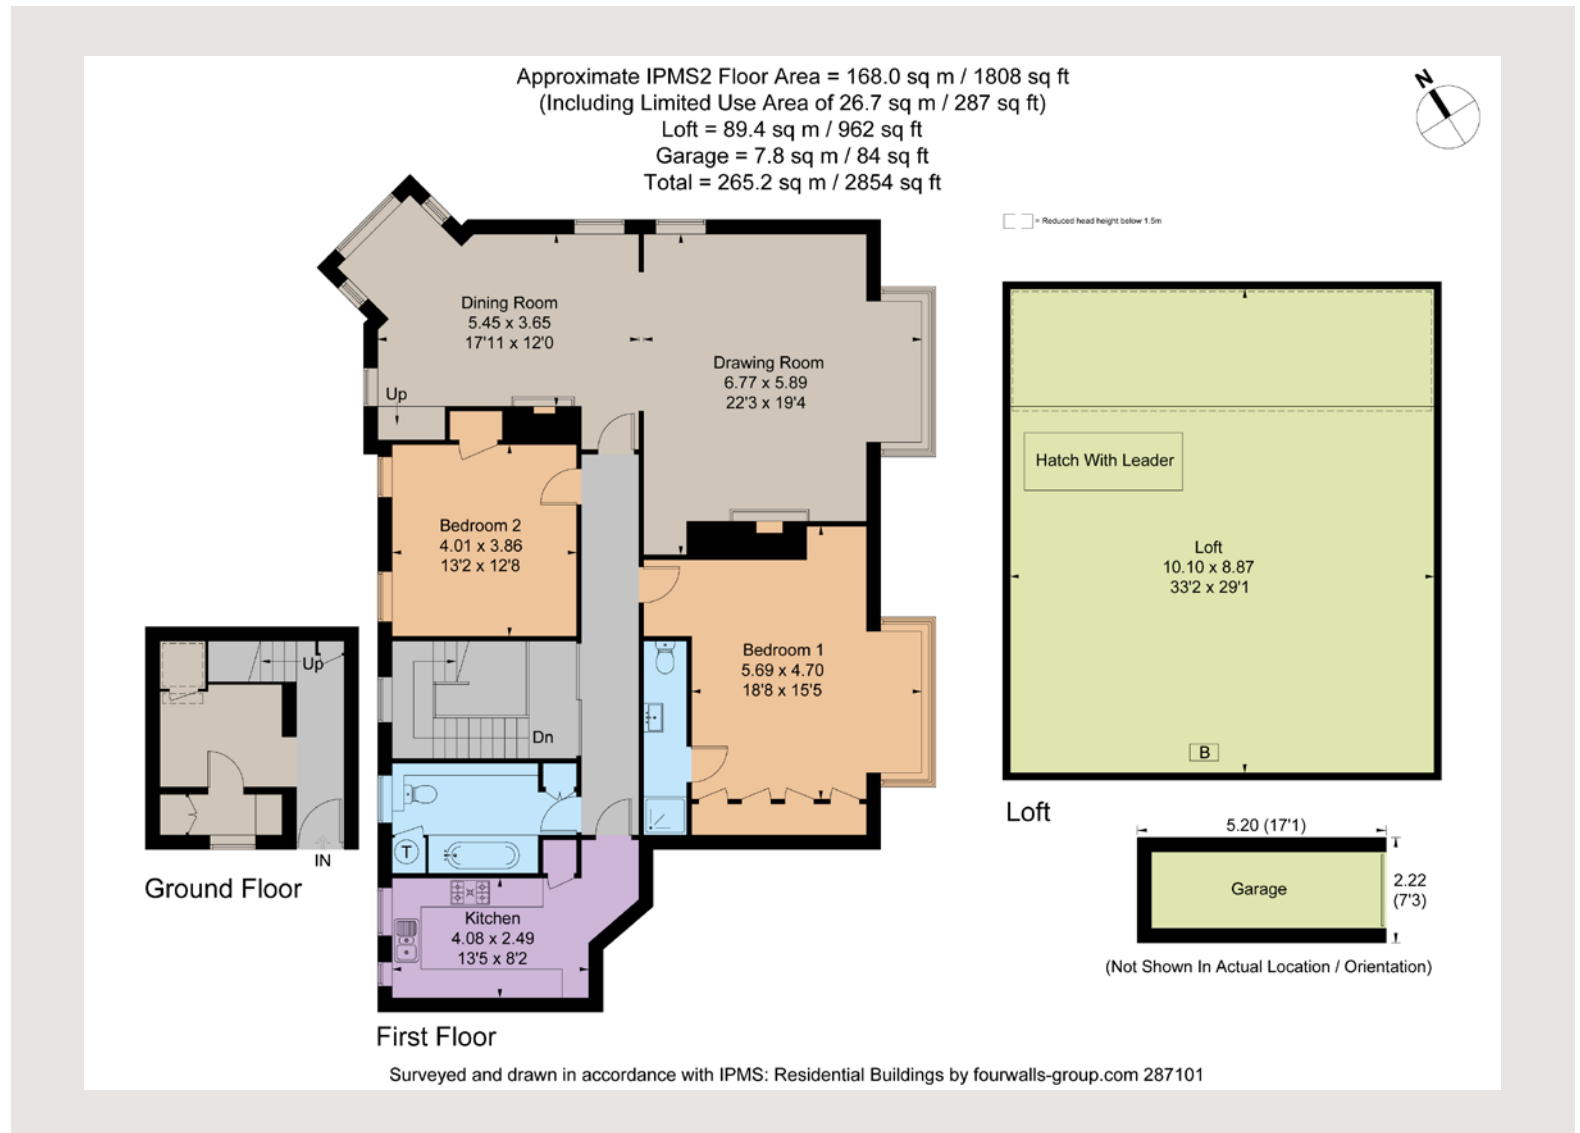 Approximate IPMS2 Floor Area = 168.0 sq m / 1808 sq ft
(Including Limited Use Area of 26.7 sq m / 287 sq ft)
Loft = 89.4 sq m / 962 sq ft
Garage = 7.8 sq m / 84 sq ft
Total = 265.2 sq m / 2854 sq ft
N
= Reduced head height below 1.5m
Dining Room
5.45 x 3.65
17'11 x 12'0
Up
Drawing Room
6.77 x 5.89
22'3 x 19'4
Bedroom 2
4.01 x 3.86
13'2 x 12'8
Bedroom 1
5.69 x 4.70
18'8 x 15'5
Dn
T
Kitchen
4.08 x 2.49
13'5 x 8'2
First Floor
Up
IN
Ground Floor
Hatch With Leader
Loft
10.10 x 8.87
33'2 x 29'1
B
Loft
5.20 (17'1)
Garage
2.22
(7'3)
(Not Shown In Actual Location / Orientation)
Surveyed and drawn in accordance with IPMS: Residential Buildings by fourwalls-group.com 287101